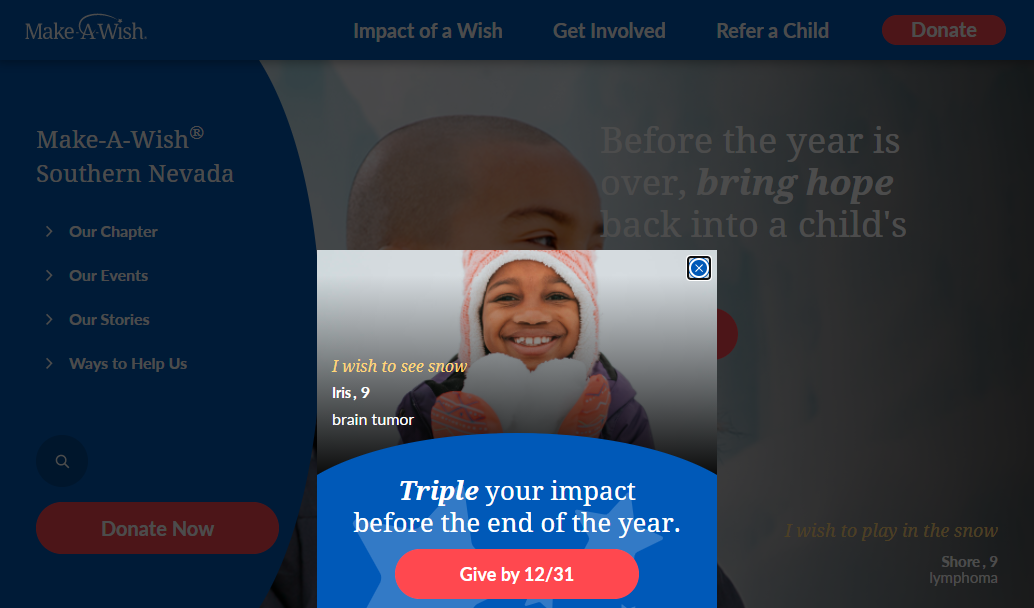 Make-A-Wish.
Impact of a Wish
Get Involved
Refer a Child
Donate
Make-A-Wish®
Southern Nevada
Our Chapter
Our Events
Our Stories
Ways to Help Us
Donate Now
Before the year is
over, bring hope
back into a child's
I wish to see snow
Iris, 9
brain tumor
Triple your impact
before the end of the year.
Give by 12/31
I wish to play in the snow
Shore, 9
lymphoma